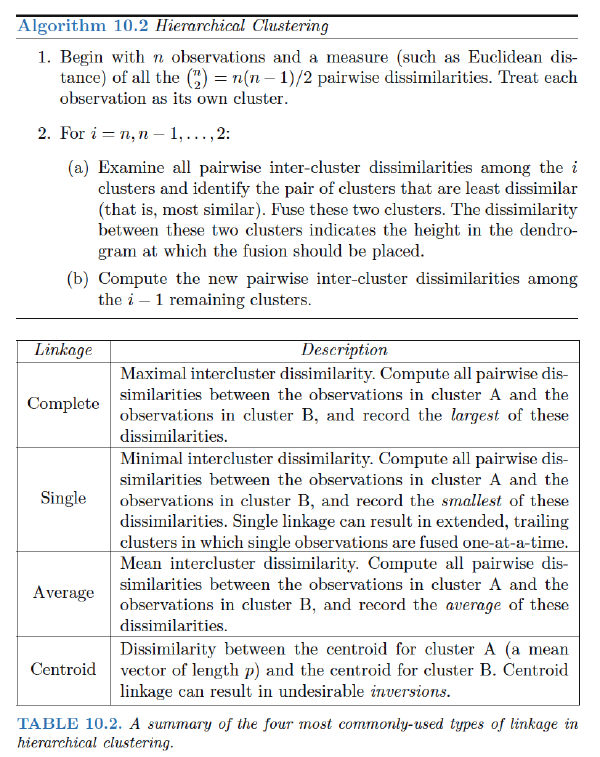 Algorithm 10.2 Hierarchical Clustering
1. Begin with n observations and a measure (such as Euclidean dis-
tance) of all the (n 2) = n(n − 1)/2 pairwise dissimilarities. Treat each
observation as its own cluster.
2. For i = n, n − 1, . . . , 2:
(a) Examine all pairwise inter-cluster dissimilarities among the i
clusters and identify the pair of clusters that are least dissimilar
(that is, most similar). Fuse these two clusters. The dissimilarity
between these two clusters indicates the height in the dendro-
gram at which the fusion should be placed.
(b) Compute the new pairwise inter-cluster dissimilarities among
the i − 1 remaining clusters.
Linkage Description
Complete
Maximal intercluster dissimilarity. Compute all pairwise dis-
similarities between the observations in cluster A and the
observations in cluster B, and record the largest of these
dissimilarities.
Single
Minimal intercluster dissimilarity. Compute all pairwise dis-
similarities between the observations in cluster A and the
observations in cluster B, and record the smallest of these
dissimilarities. Single linkage can result in extended, trailing
clusters in which single observations are fused one-at-a-time.
Average
Mean intercluster dissimilarity. Compute all pairwise dis-
similarities between the observations in cluster A and the
observations in cluster B, and record the average of these
dissimilarities.
Centroid
Dissimilarity between the centroid for cluster A (a mean
vector of length p) and the centroid for cluster B. Centroid
linkage can result in undesirable inversions.
TABLE 10.2. A summary of the four most commonly-used types of linkage in
hierarchical clustering.